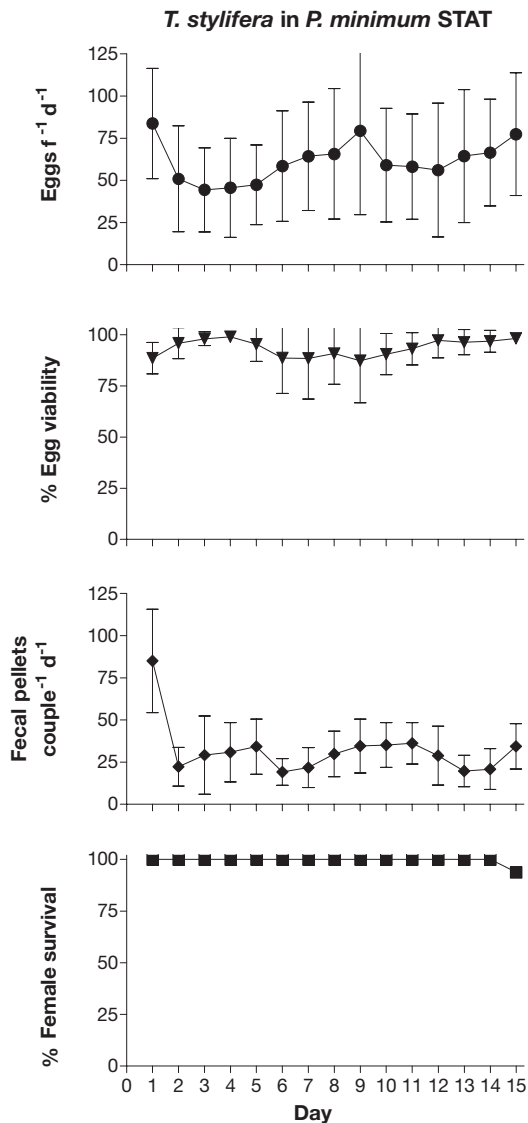 T. stylifera in P. minimum STAT
125
100
75
50
25
0
Eggs f⁻¹ d⁻¹
100
75
50
25
0
% Egg viability
125
100
75
50
25
0
Fecal pellets
couple⁻¹ d⁻¹
100
75
50
25
0
% Female survival
0 1 2 3 4 5 6 7 8 9 10 11 12 13 14 15
Day